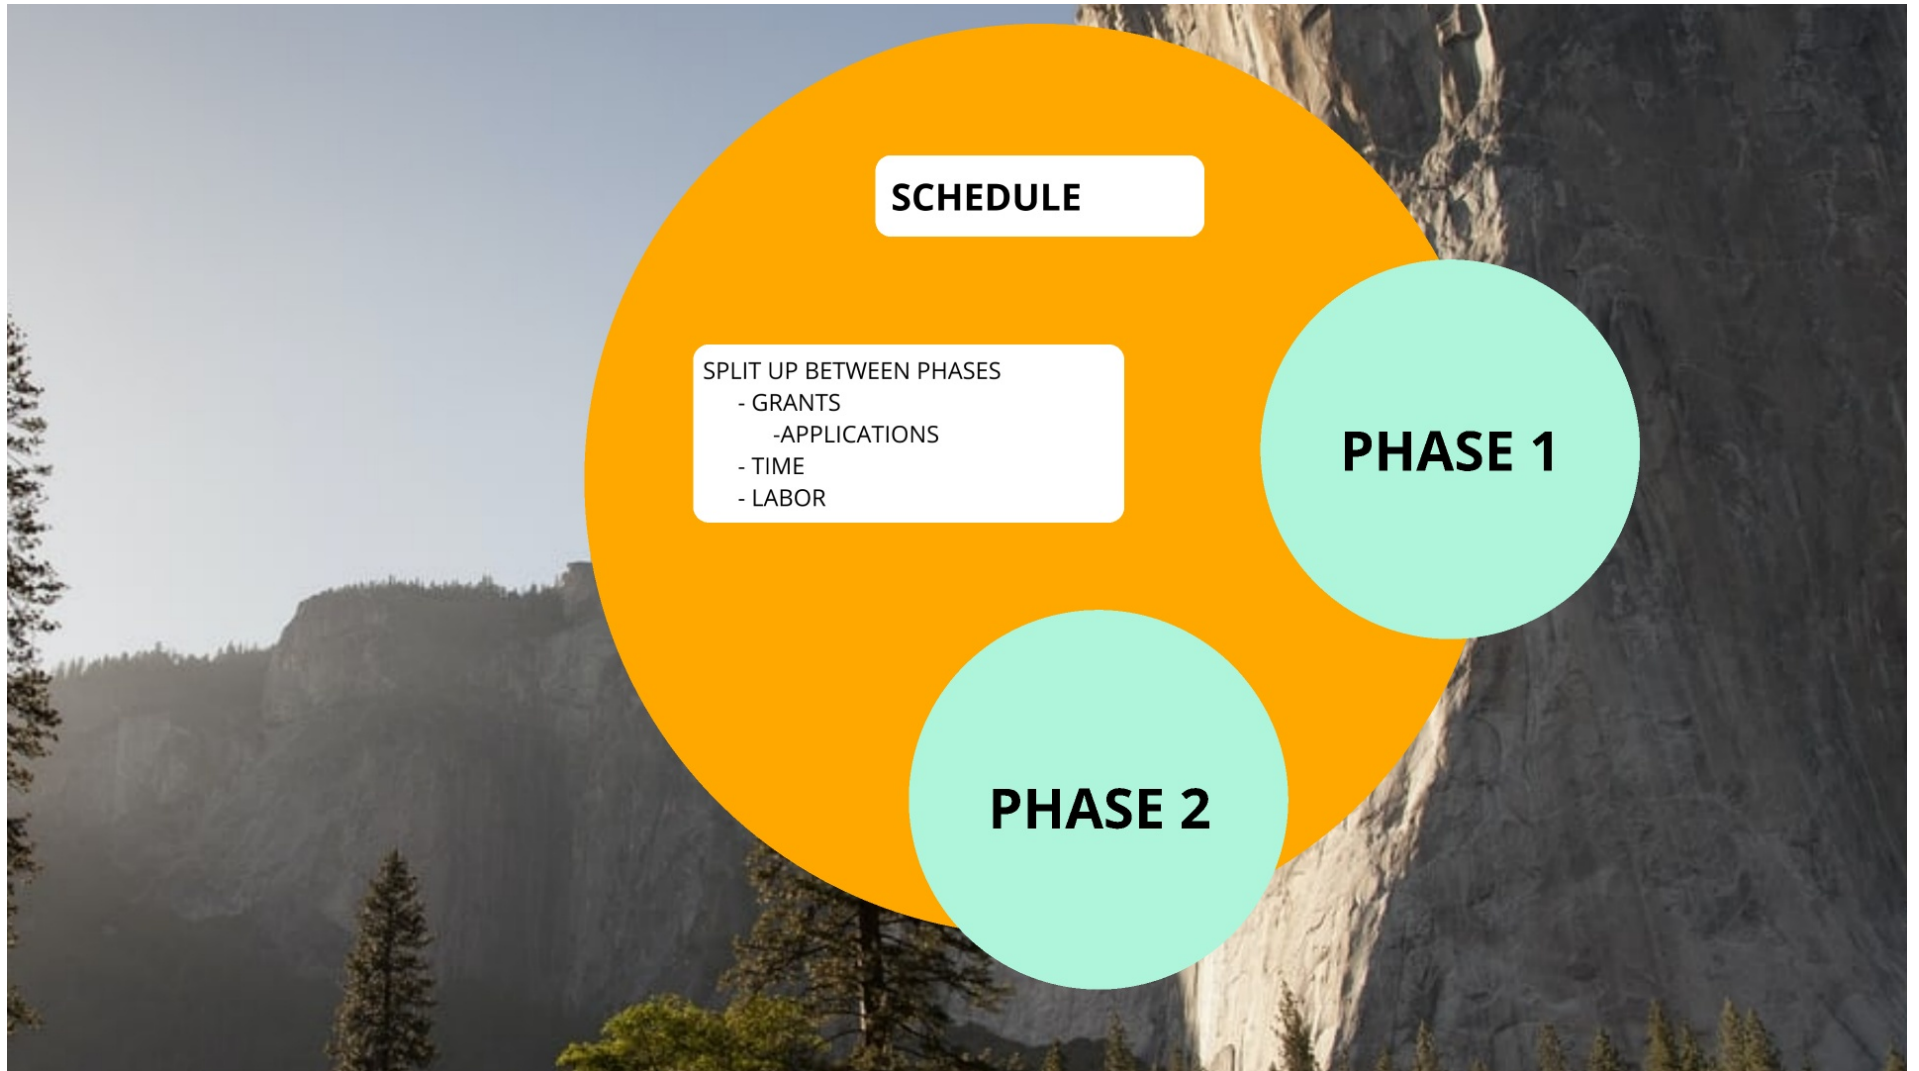 SCHEDULE
SPLIT UP BETWEEN PHASES
- GRANTS
-APPLICATIONS
- TIME
- LABOR
PHASE 1
PHASE 2